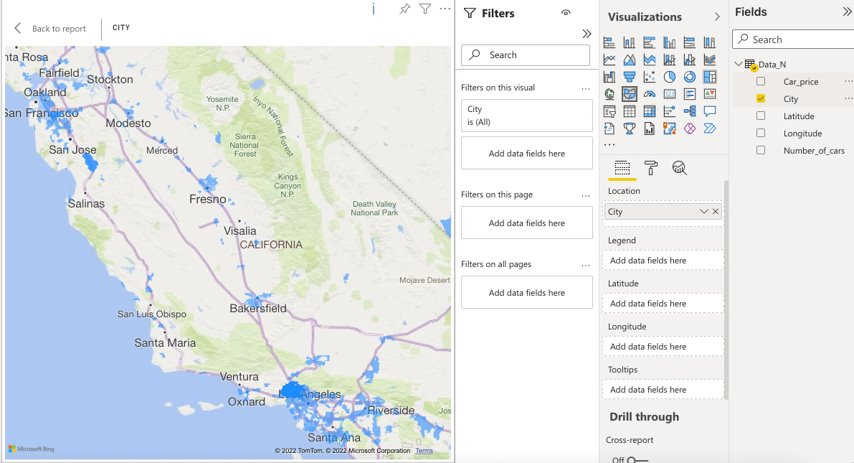 Back to report
CITY
nta Rosa
Fairfield
Stockton
Oakland
San Francisco
Modesto
Yosemite
N.P.
Inyo National Forest
San Jose
Merced
Sierra
National
Forest
Kings
Canyon
N.P.
Salinas
Fresno
Death Valley
National Park
Visalia
CALIFORNIA
Mojave Desert
Bakersfield
San Luis Obispo
Santa Maria
Ventura
Oxnard
Los Angeles
Riverside
Jos
Nati
Santa Ana
Microsoft Bing
© 2022 TomTom, © 2022 Microsoft Corporation Terms
Filters
Search
Filters on this visual
...
City
is (All)
Add data fields here
Filters on this page
...
Add data fields here
Filters on all pages
...
Add data fields here
Visualizations
...
Location
City
Legend
Add data fields here
Latitude
Add data fields here
Longitude
Add data fields here
Tooltips
Add data fields here
Drill through
Cross-report
Off
Fields
Search
Data_N
Car_price
...
City
...
Latitude
Longitude
Number_of_cars